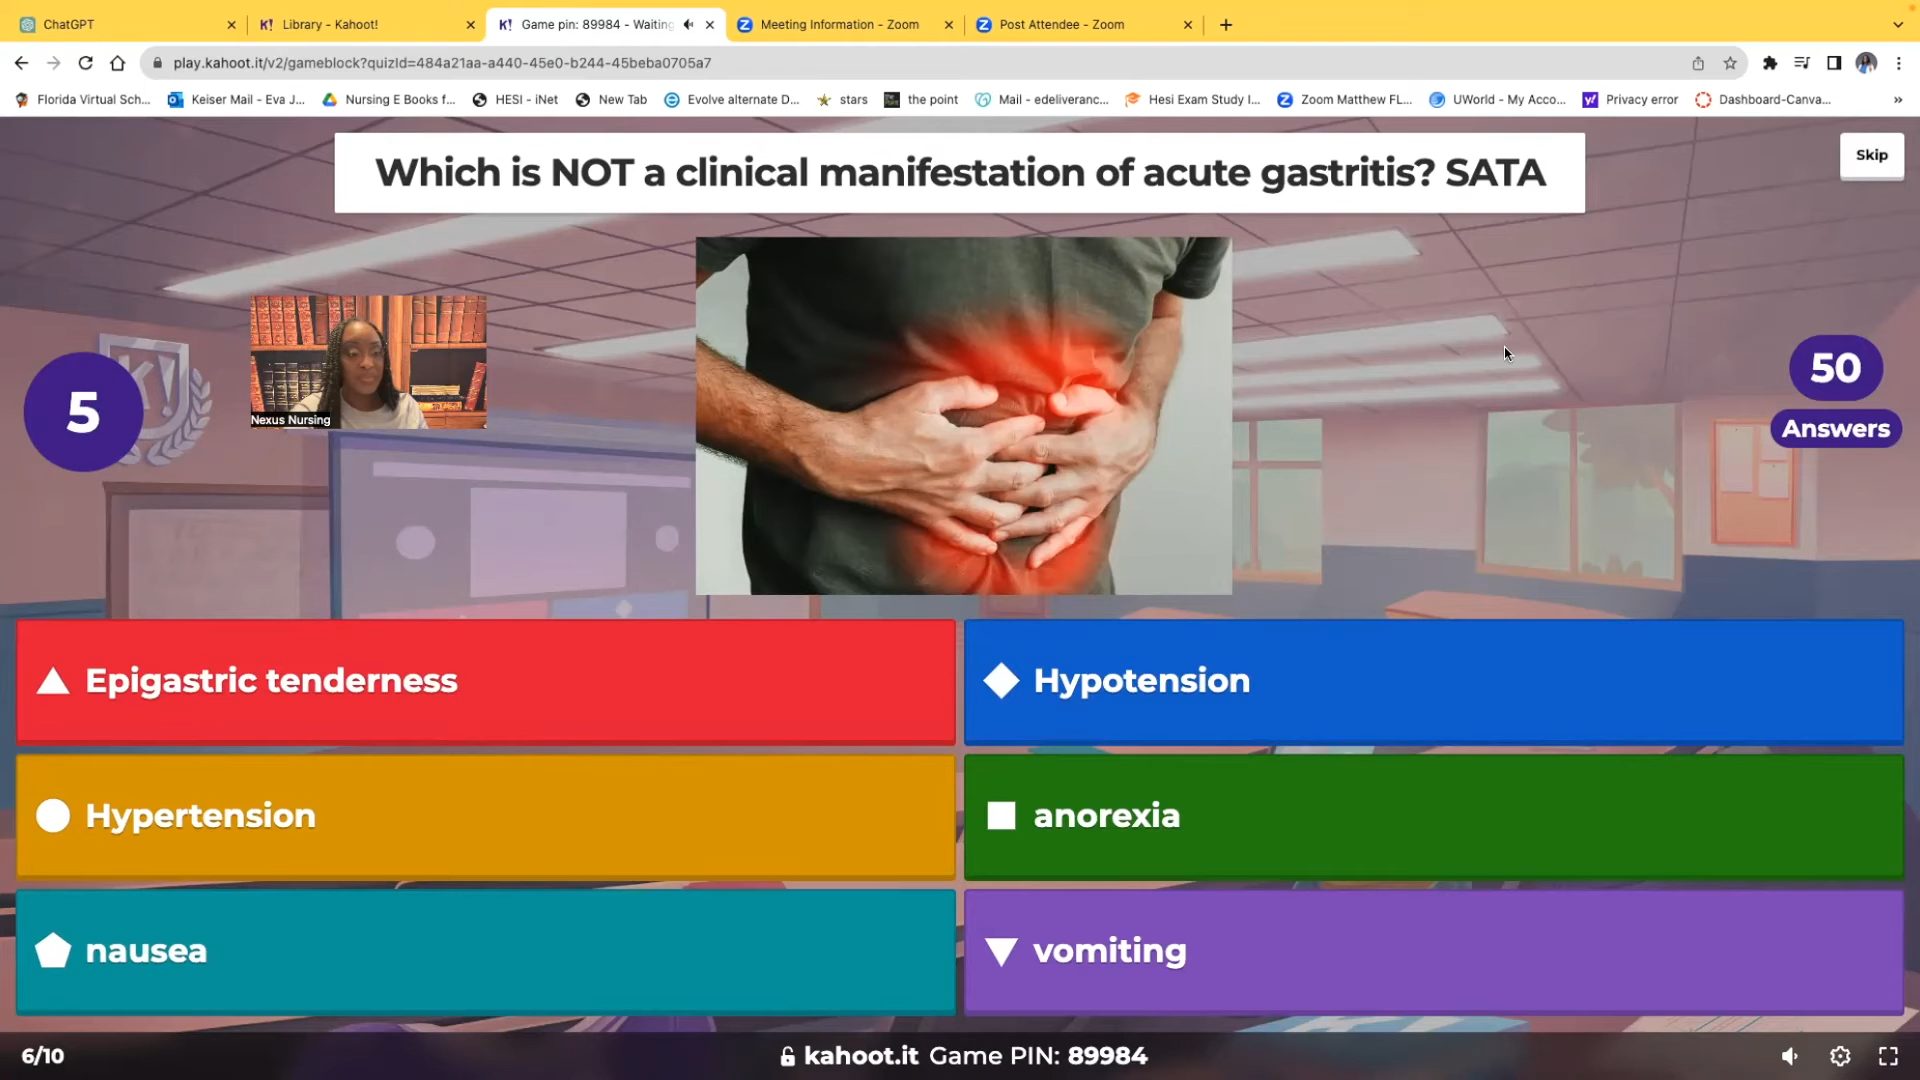 ChatGPT
K! Library - Kahoot!
K! Game pin: 89984 - Waiting
Meeting Information - Zoom
Post Attendee - Zoom
play.kahoot.it/v2/gameblock?quizId=484a21aa-a440-45e0-b244-45beba0705a7
Florida Virtual Sch...
Keiser Mail - Eva J...
Nursing E Books f...
HESI - iNet
New Tab
Evolve alternate D...
stars
the point
Mail - edeliveranc...
Hesi Exam Study I...
Zoom Matthew FL...
UWorld - My Acco...
Privacy error
Dashboard-Canva...
Which is NOT a clinical manifestation of acute gastritis? SATA
Skip
5
Nexus Nursing
50
Answers
Epigastric tenderness
Hypotension
Hypertension
anorexia
nausea
vomiting
6/10
kahoot.it Game PIN: 89984